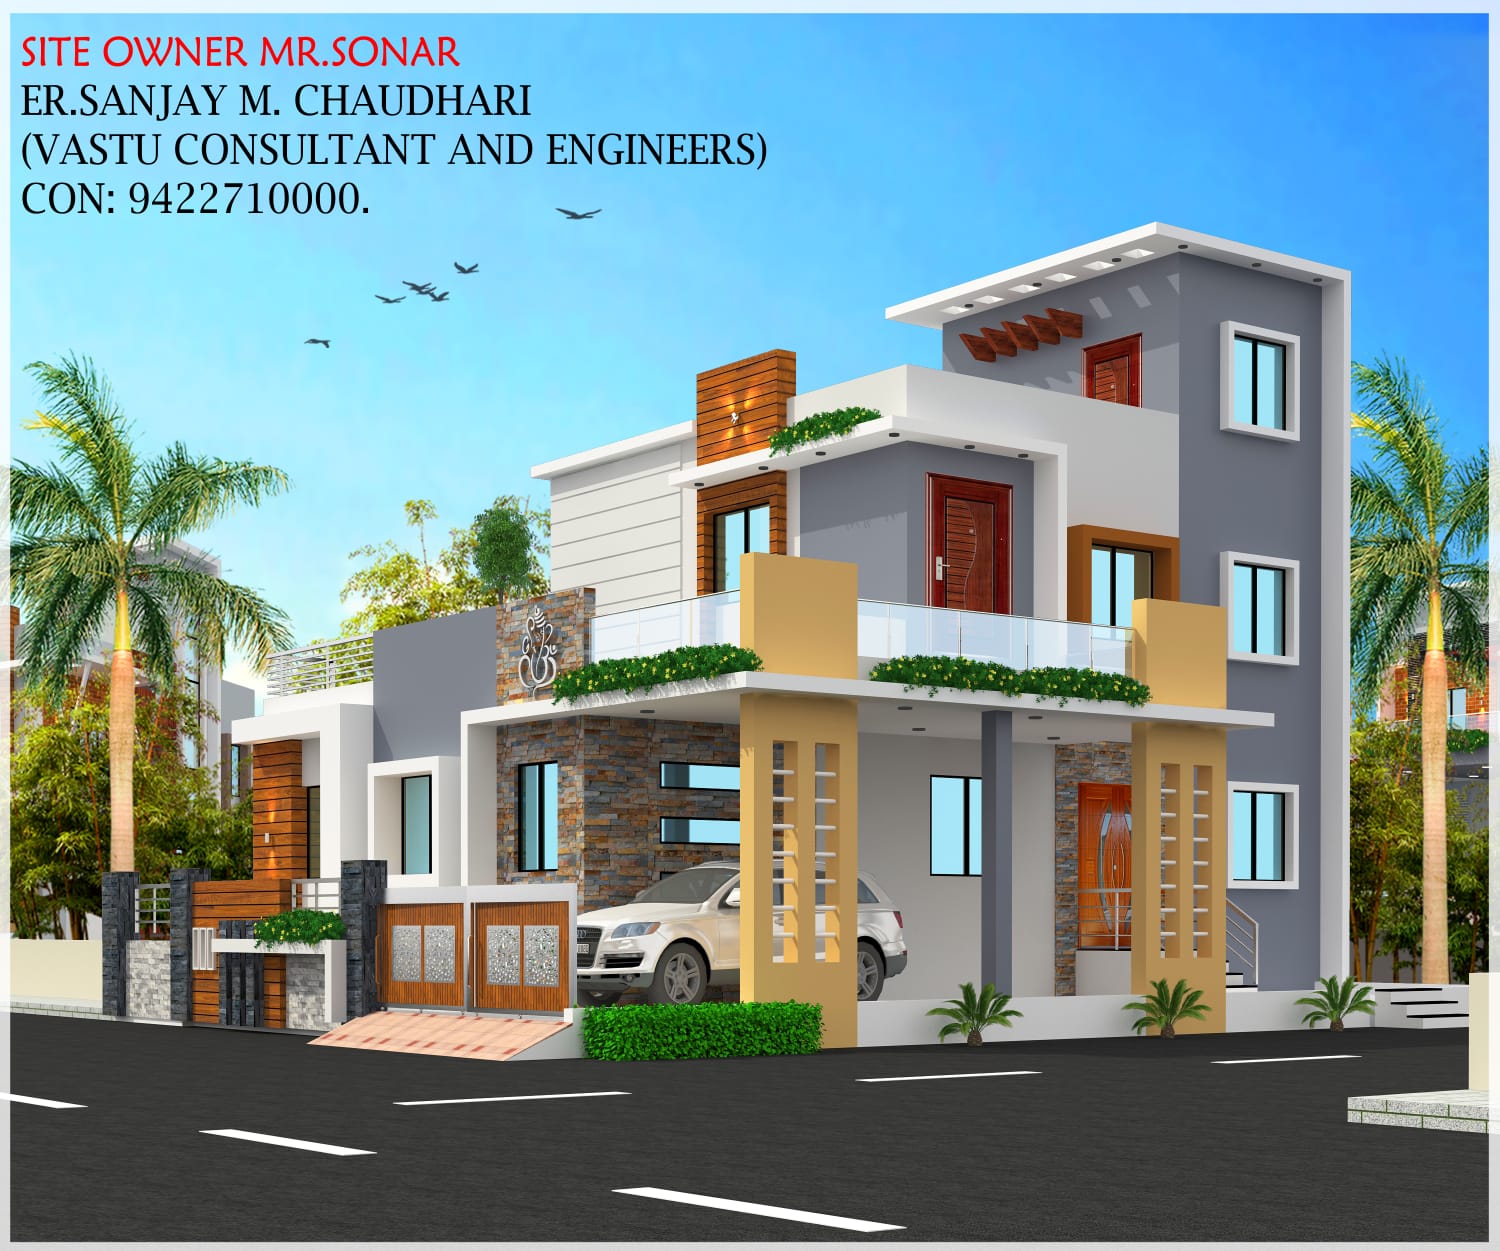 SITE OWNER MR.SONAR
ER.SANJAY M. CHAUDHARI
(VASTU CONSULTANT AND ENGINEERS)
CON: 9422710000.